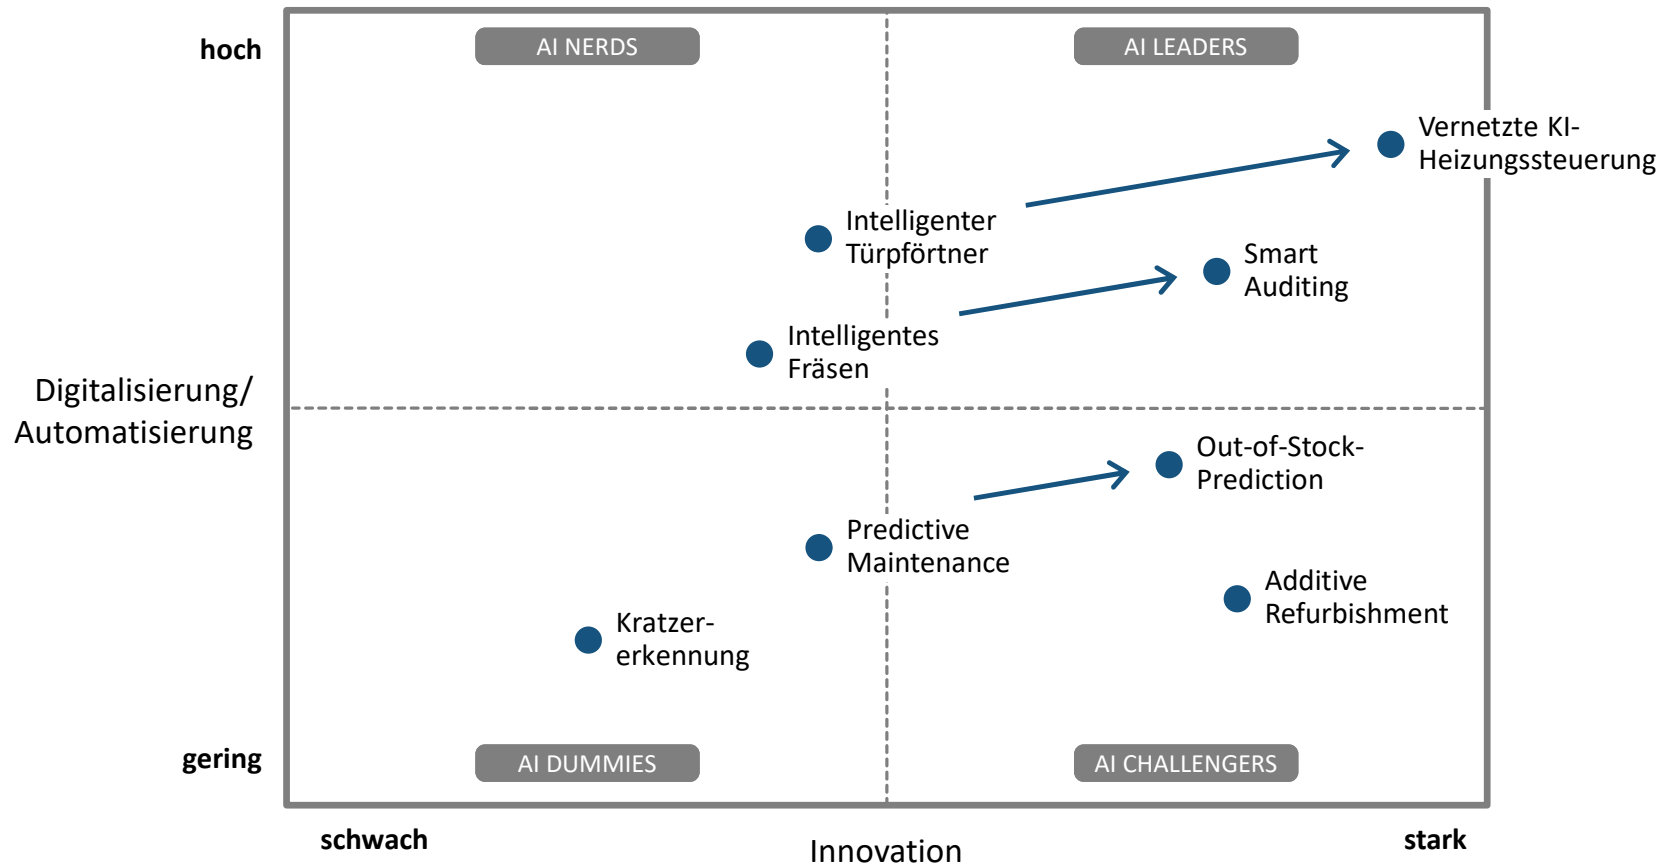 hoch
AI NERDS
AI LEADERS
Vernetzte KI-
Heizungssteuerung
Intelligenter
Türpförtner
Smart
Auditing
Intelligentes
Fräsen
Digitalisierung/
Automatisierung
Out-of-Stock-
Prediction
Predictive
Maintenance
Additive
Refurbishment
Kratzer-
erkennung
gering
AI DUMMIES
AI CHALLENGERS
schwach
Innovation
stark